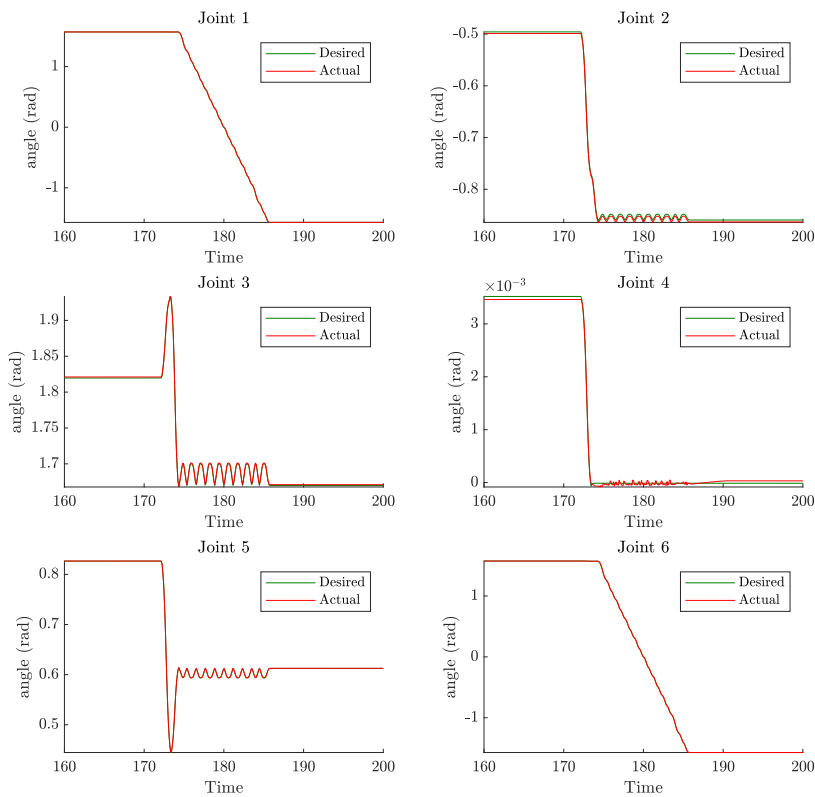 Joint 1
Desired
Actual
angle (rad)
1
0
-1
160 170 180 190 200
Time
Joint 2
Desired
Actual
angle (rad)
-0.5
-0.6
-0.7
-0.8
160 170 180 190 200
Time
Joint 3
Desired
Actual
angle (rad)
1.9
1.85
1.8
1.75
1.7
160 170 180 190 200
Time
Joint 4
×10⁻³
Desired
Actual
angle (rad)
3
2
1
0
160 170 180 190 200
Time
Joint 5
Desired
Actual
angle (rad)
0.8
0.7
0.6
0.5
160 170 180 190 200
Time
Joint 6
Desired
Actual
angle (rad)
1
0
-1
160 170 180 190 200
Time